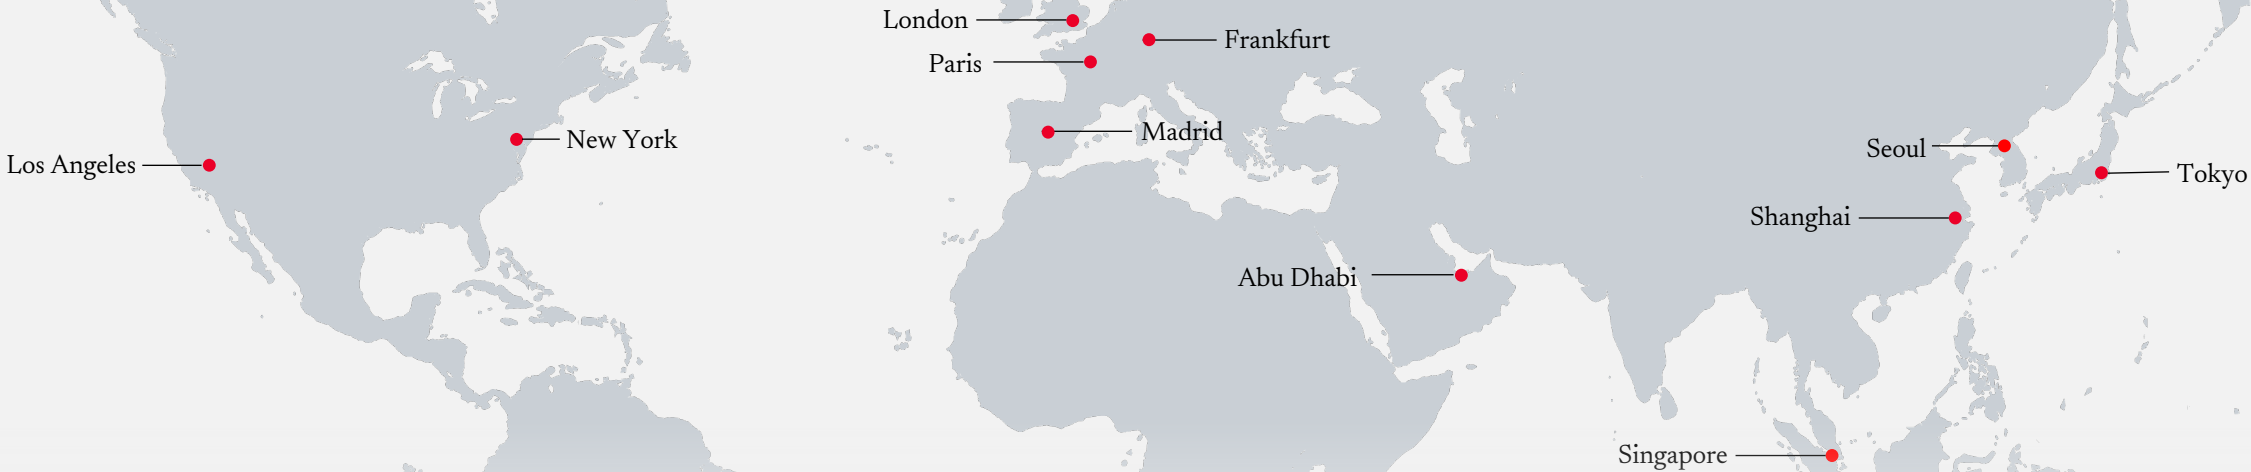 London
Frankfurt
Paris
Madrid
New York
Los Angeles
Seoul
Tokyo
Shanghai
Abu Dhabi
Singapore